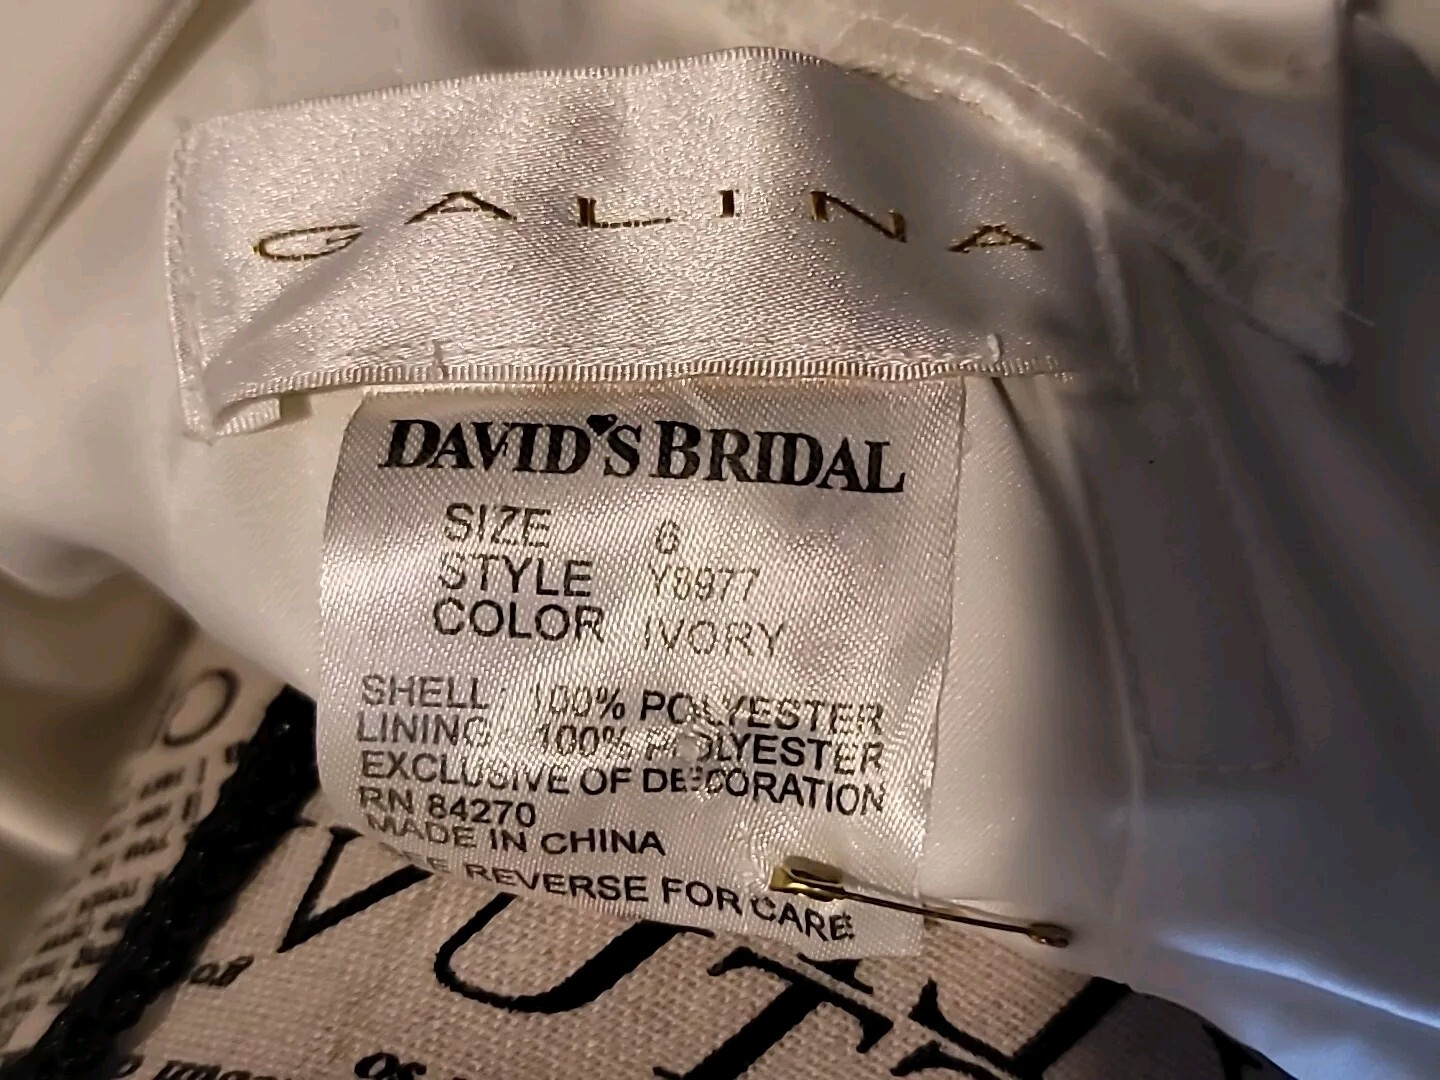 GALINA
DAVID'S BRIDAL
SIZE 6
STYLE Y8977
COLOR IVORY
SHELL 100% POLYESTER
LINING 100% POLYESTER
EXCLUSIVE OF DECORATION
RN 84270
MADE IN CHINA
SEE REVERSE FOR CARE